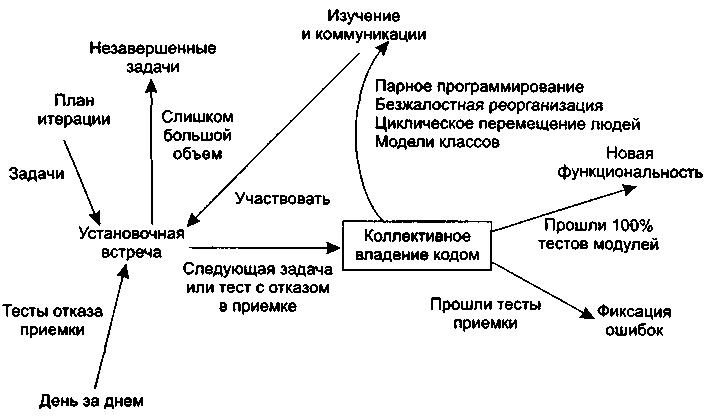 Изучение
и коммуникации
Незавершенные
задачи
План
итерации
Слишком
большой
объем
Парное программирование
Безжалостная реорганизация
Циклическое перемещение людей
Модели классов
Новая
функциональность
Задачи
Участвовать
Установочная
встреча
Коллективное
владение кодом
Прошли 100%
тестов модулей
Следующая задача
или тест с отказом
в приемке
Тесты отказа
приемки
Прошли тесты
приемки
Фиксация
ошибок
День за днем